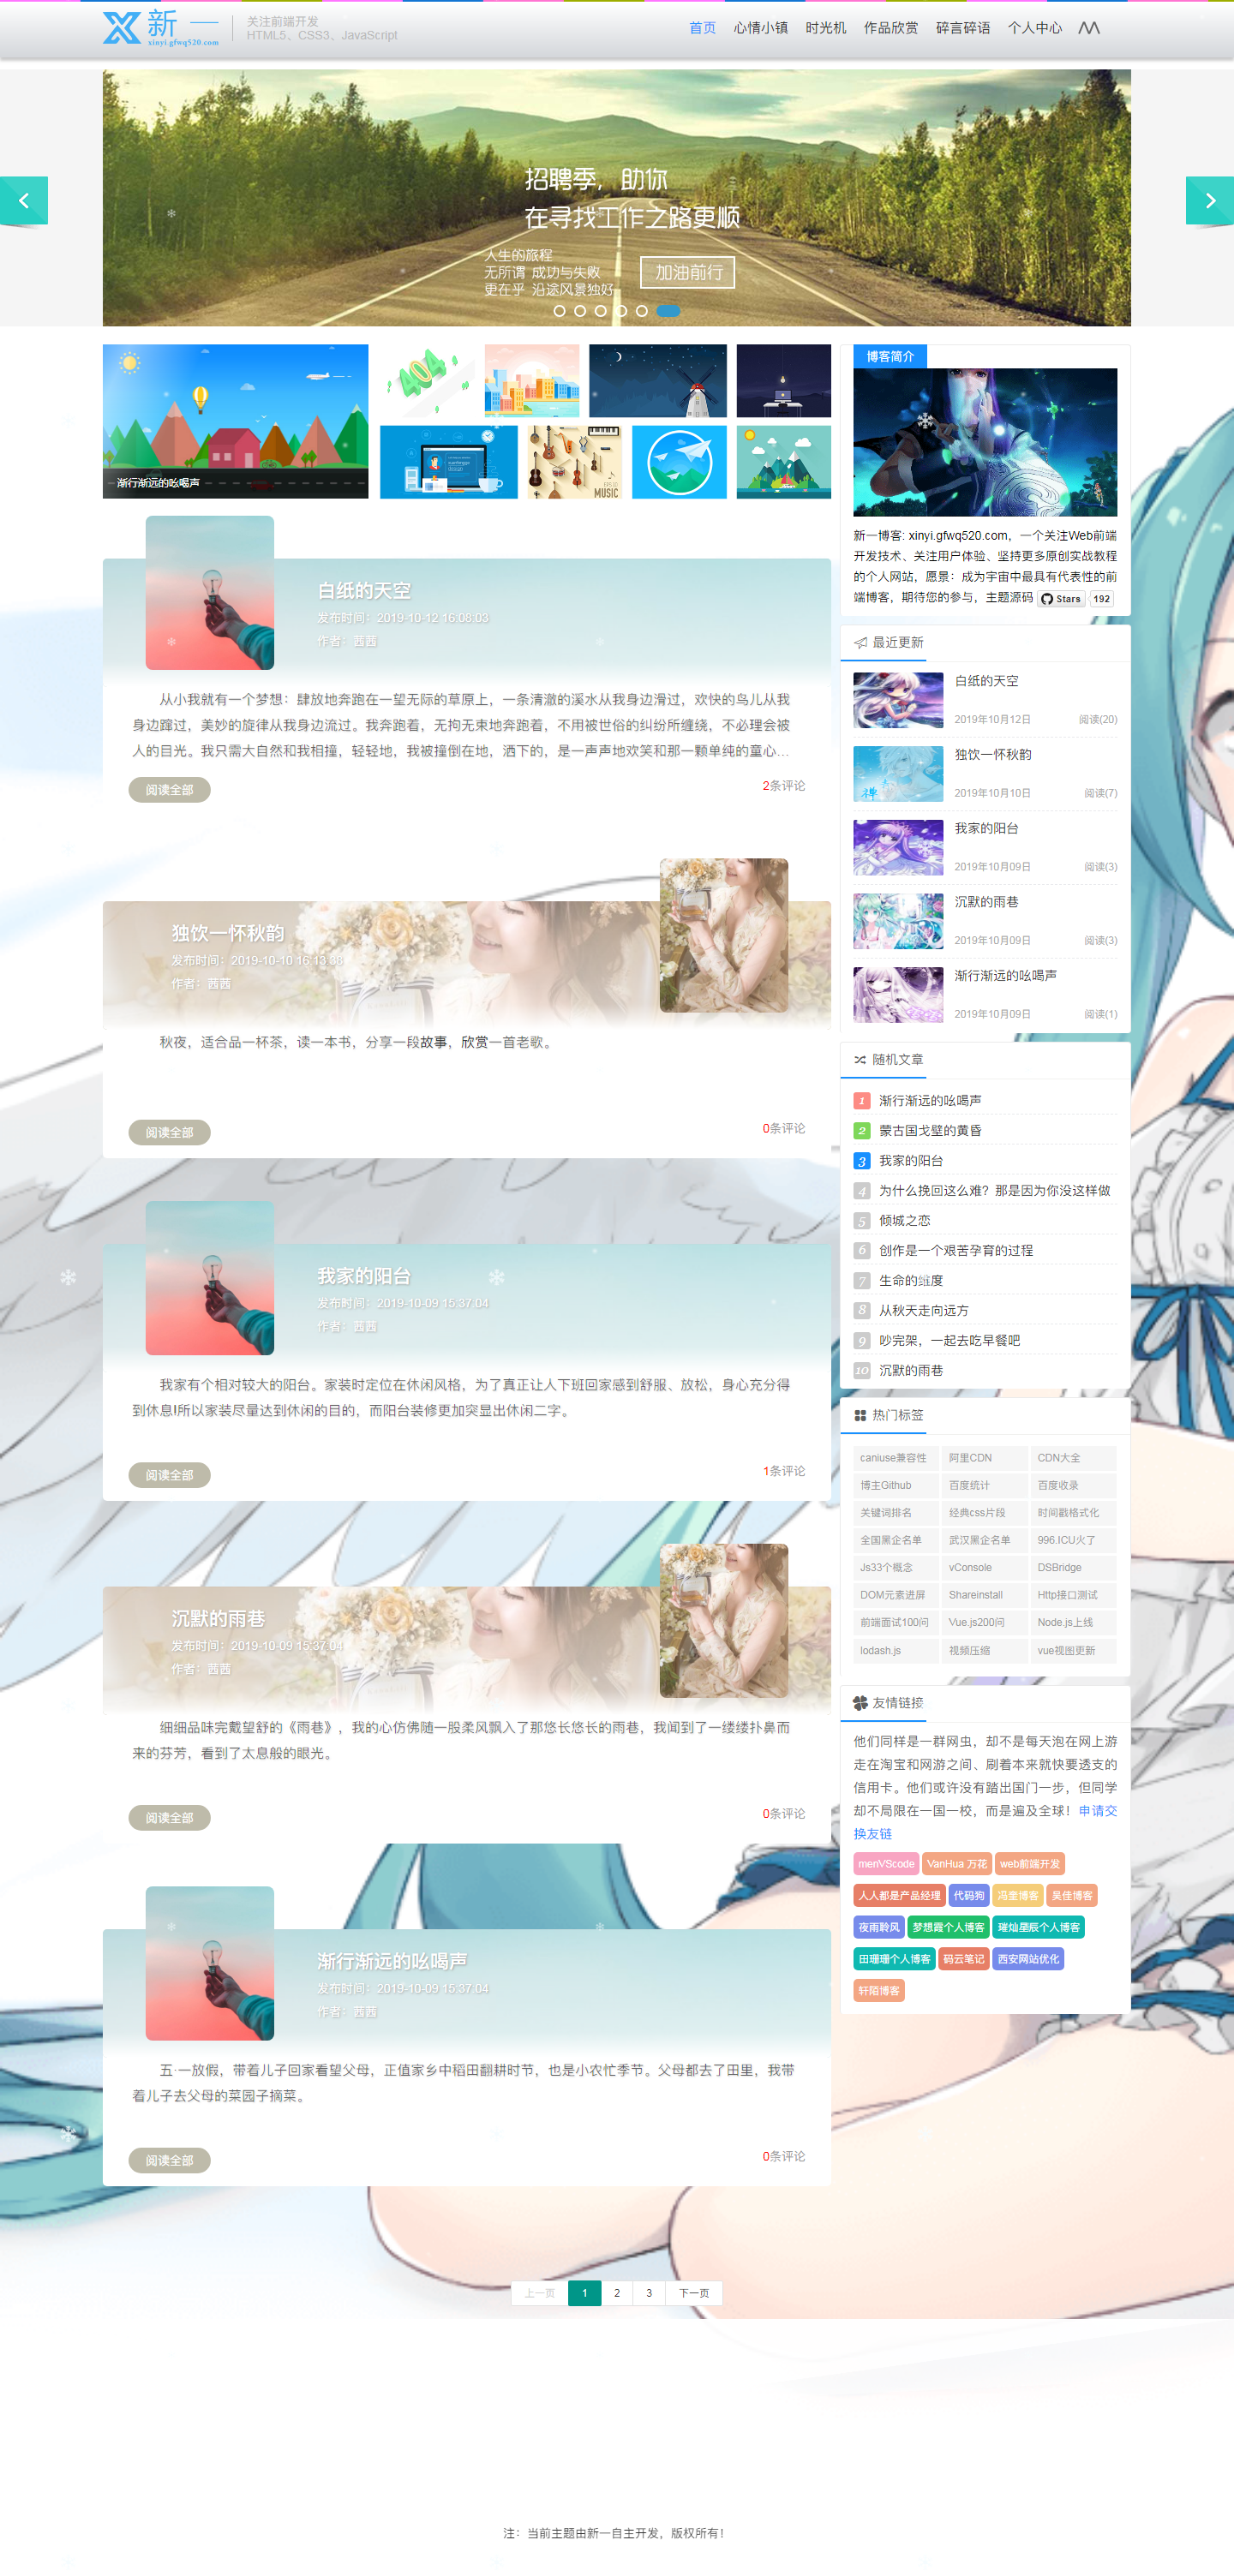 新一
xinyi.gfwq520.com
关注前端开发
HTML5、CSS3、JavaScript
首页 心情小镇 时光机 作品欣赏 碎言碎语 个人中心
招聘季，助你
在寻找工作之路更顺
人生的旅程
无所谓 成功与失败
更在乎 沿途风景独好
加油前行
渐行渐远的吆喝声
404
MUSIC
白纸的天空
发布时间：2019-10-12 16:08:03
作者：茜茜
从小我就有一个梦想：肆放地奔跑在一望无际的草原上，一条清澈的溪水从我身边滑过，欢快的鸟儿从我
身边蹿过，美妙的旋律从我身边流过。我奔跑着，无拘无束地奔跑着，不用被世俗的纠纷所缠绕，不必理会被
人的目光。我只需大自然和我相撞，轻轻地，我被撞倒在地，洒下的，是一声声地欢笑和那一颗单纯的童心...
阅读全部
2条评论
独饮一怀秋韵
发布时间：2019-10-10 16:13:38
作者：茜茜
秋夜，适合品一杯茶，读一本书，分享一段故事，欣赏一首老歌。
阅读全部
0条评论
我家的阳台
发布时间：2019-10-09 15:37:04
作者：茜茜
我家有个相对较大的阳台。家装时定位在休闲风格，为了真正让人下班回家感到舒服、放松，身心充分得
到休息!所以家装尽量达到休闲的目的，而阳台装修更加突显出休闲二字。
阅读全部
1条评论
沉默的雨巷
发布时间：2019-10-09 15:37:04
作者：茜茜
细细品味完戴望舒的《雨巷》，我的心仿佛随一股柔风飘入了那悠长悠长的雨巷，我闻到了一缕缕扑鼻而
来的芬芳，看到了太息般的眼光。
阅读全部
0条评论
渐行渐远的吆喝声
发布时间：2019-10-09 15:37:04
作者：茜茜
五·一放假，带着儿子回家看望父母，正值家乡中稻田翻耕时节，也是小农忙季节。父母都去了田里，我带
着儿子去父母的菜园子摘菜。
阅读全部
0条评论
博客简介
新一博客: xinyi.gfwq520.com，一个关注Web前端
开发技术、关注用户体验、坚持更多原创实战教程
的个人网站，愿景：成为宇宙中最具有代表性的前
端博客，期待您的参与，主题源码 Stars 192
最近更新
白纸的天空
2019年10月12日 阅读(20)
独饮一怀秋韵
2019年10月10日 阅读(7)
我家的阳台
2019年10月09日 阅读(3)
沉默的雨巷
2019年10月09日 阅读(3)
渐行渐远的吆喝声
2019年10月09日 阅读(1)
随机文章
1 渐行渐远的吆喝声
2 蒙古国戈壁的黄昏
3 我家的阳台
4 为什么挽回这么难？那是因为你没这样做
5 倾城之恋
6 创作是一个艰苦孕育的过程
7 生命的维度
8 从秋天走向远方
9 吵完架，一起去吃早餐吧
10 沉默的雨巷
热门标签
caniuse兼容性 阿里CDN CDN大全
博主Github 百度统计 百度收录
关键词排名 经典css片段 时间戳格式化
全国黑企名单 武汉黑企名单 996.ICU火了
Js33个概念 vConsole DSBridge
DOM元素进屏 Shareinstall Http接口测试
前端面试100问 Vue.js200问 Node.js上线
lodash.js 视频压缩 vue视图更新
友情链接
他们同样是一群网虫，却不是每天泡在网上游
走在淘宝和网游之间、刷着本来就快要透支的
信用卡。他们或许没有踏出国门一步，但同学
却不局限在一国一校，而是遍及全球！申请交
换友链
menVScode VanHua 万花 web前端开发
人人都是产品经理 代码狗 冯奎博客 吴佳博客
夜雨聆风 梦想霞个人博客 璀灿星辰个人博客
田珊珊个人博客 码云笔记 西安网站优化
轩陌博客
上一页 1 2 3 下一页
注：当前主题由新一自主开发，版权所有！